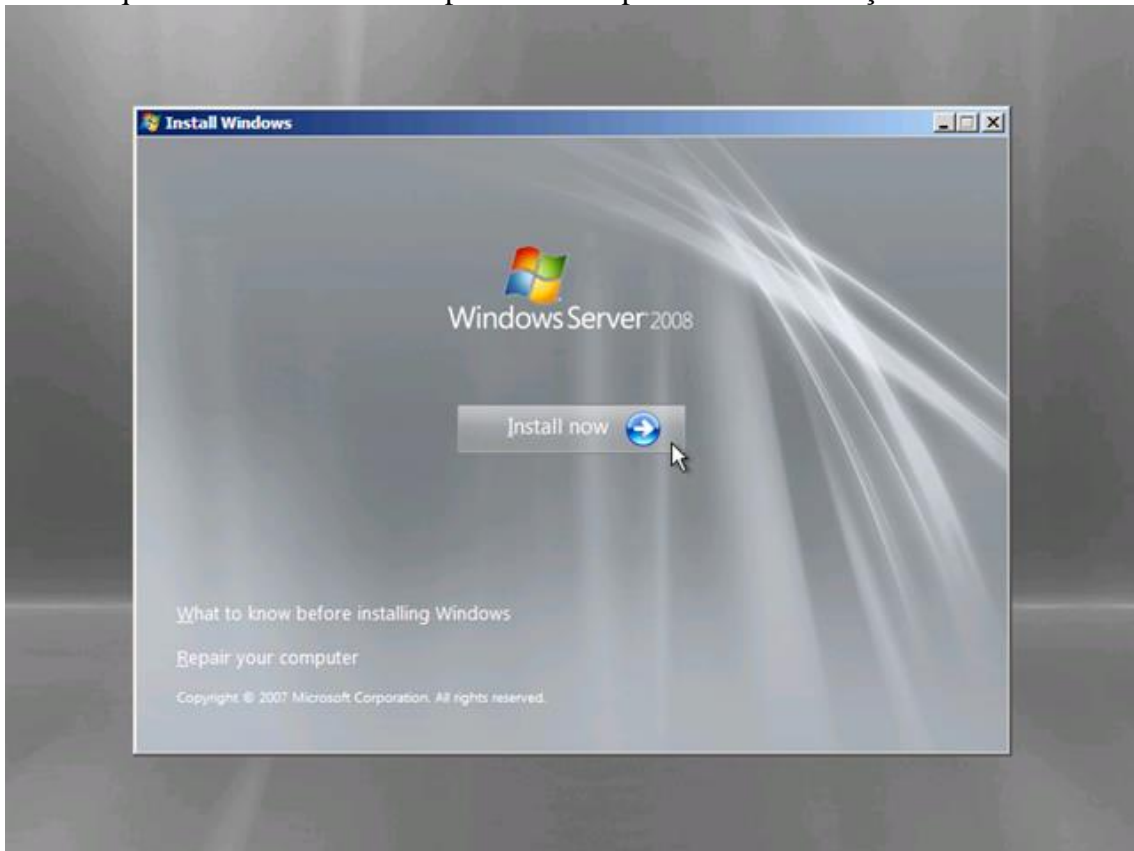 Install Windows
Windows Server 2008
Install now
What to know before installing Windows
Repair your computer
Copyright © 2007 Microsoft Corporation. All rights reserved.